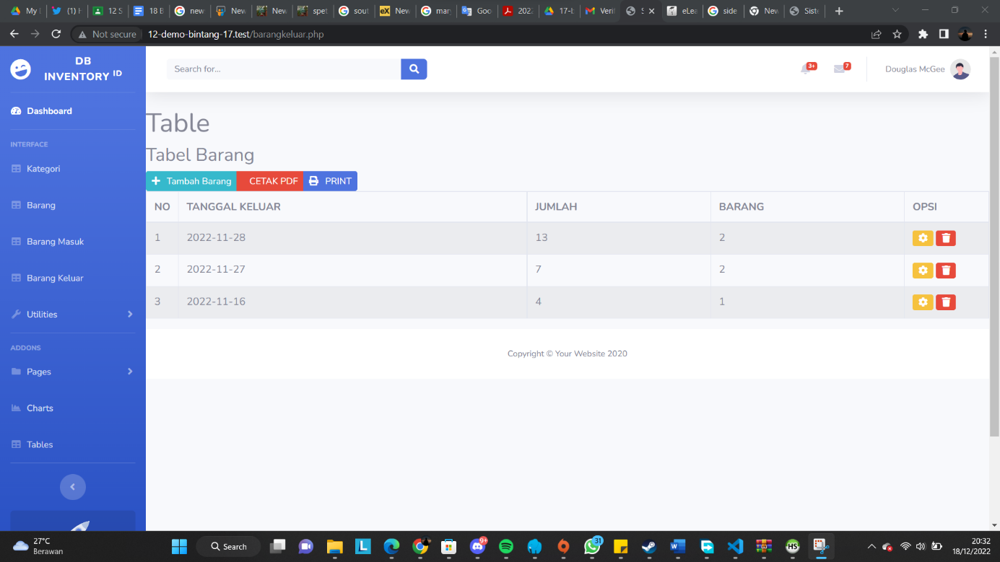 My
(1) H
12 S
18 B
new
New
New
spet
sout
New
mary
Goo
2022
17-b
Verif
S
eLea
side
New
Siste
Not secure
12-demo-bintang-17.test/barangkeluar.php
DB
INVENTORY ID
Search for...
3+
7
Douglas McGee
Dashboard
INTERFACE
Kategori
Barang
Barang Masuk
Barang Keluar
Utilities
ADDONS
Pages
Charts
Tables
Table
Tabel Barang
Tambah Barang
CETAK PDF
PRINT
NO TANGGAL KELUAR JUMLAH BARANG OPSI
1 2022-11-28 13 2
2 2022-11-27 7 2
3 2022-11-16 4 1
Copyright © Your Website 2020
27°C
Berawan
Search
9+
31
20:32
18/12/2022